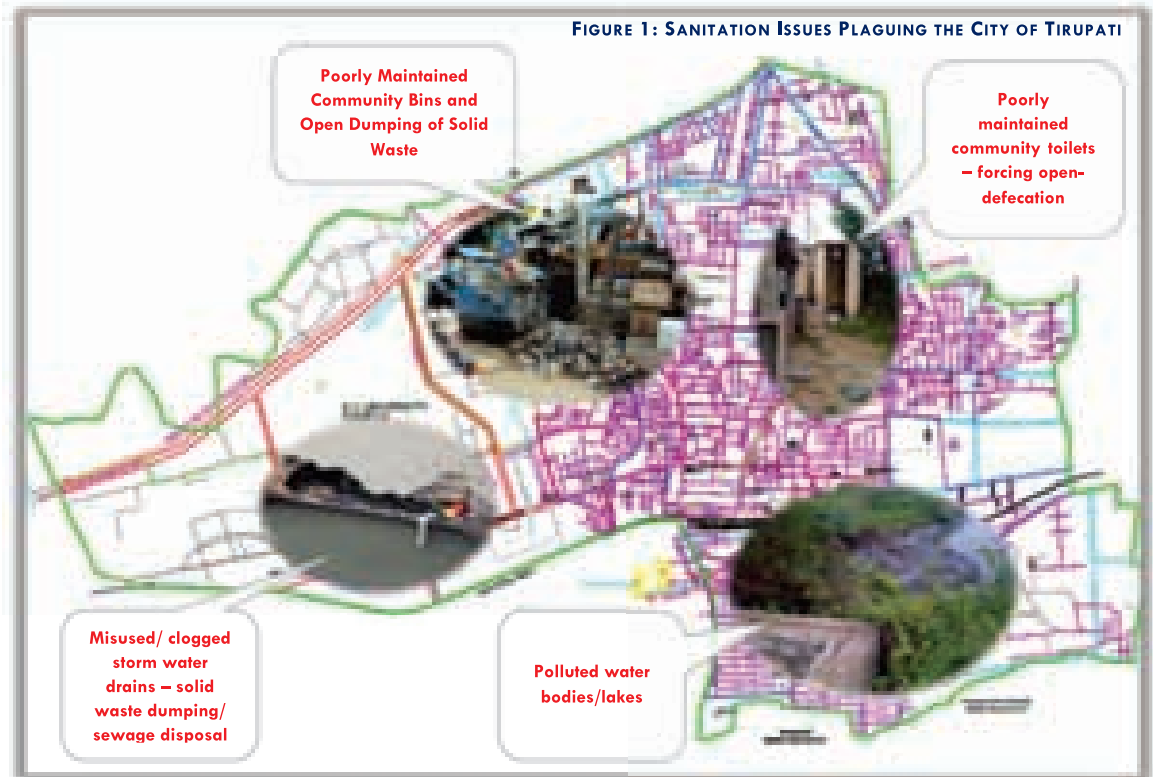 FIGURE 1: SANITATION ISSUES PLAGUING THE CITY OF TIRUPATI
Poorly Maintained
Community Bins and
Open Dumping of Solid
Waste
Poorly
maintained
community toilets
– forcing open-
defecation
Misused/ clogged
storm water
drains – solid
waste dumping/
sewage disposal
Polluted water
bodies/lakes